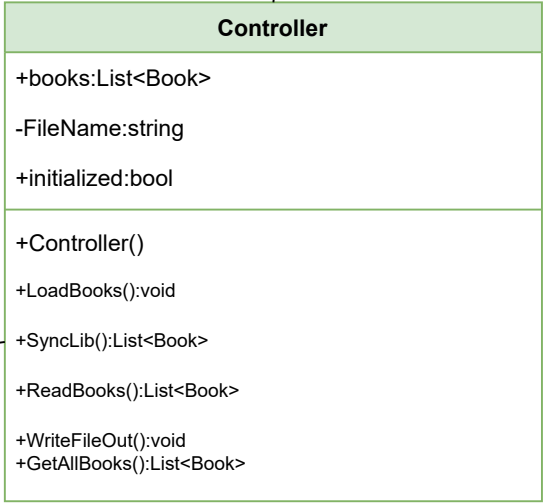 Controller
+books:List<Book>
-FileName:string
+initialized:bool
+Controller()
+LoadBooks():void
+SyncLib():List<Book>
+ReadBooks():List<Book>
+WriteFileOut():void
+GetAllBooks():List<Book>